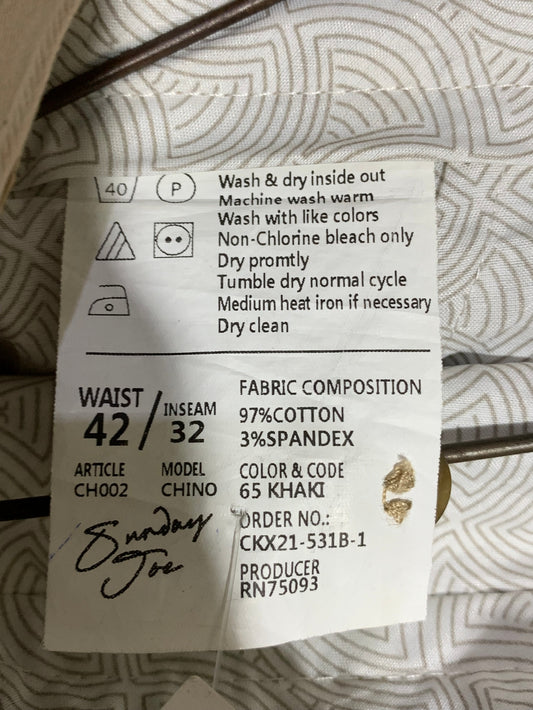 40 P
Wash & dry inside out
Machine wash warm
Wash with like colors
Non-Chlorine bleach only
Dry promtly
Tumble dry normal cycle
Medium heat iron if necessary
Dry clean
WAIST 42 / INSEAM 32
FABRIC COMPOSITION
97%COTTON
3%SPANDEX
ARTICLE
CH002
MODEL
CHINO
COLOR & CODE
65 KHAKI
Sunday
Joe
ORDER NO.:
CKX21-531B-1
PRODUCER
RN75093